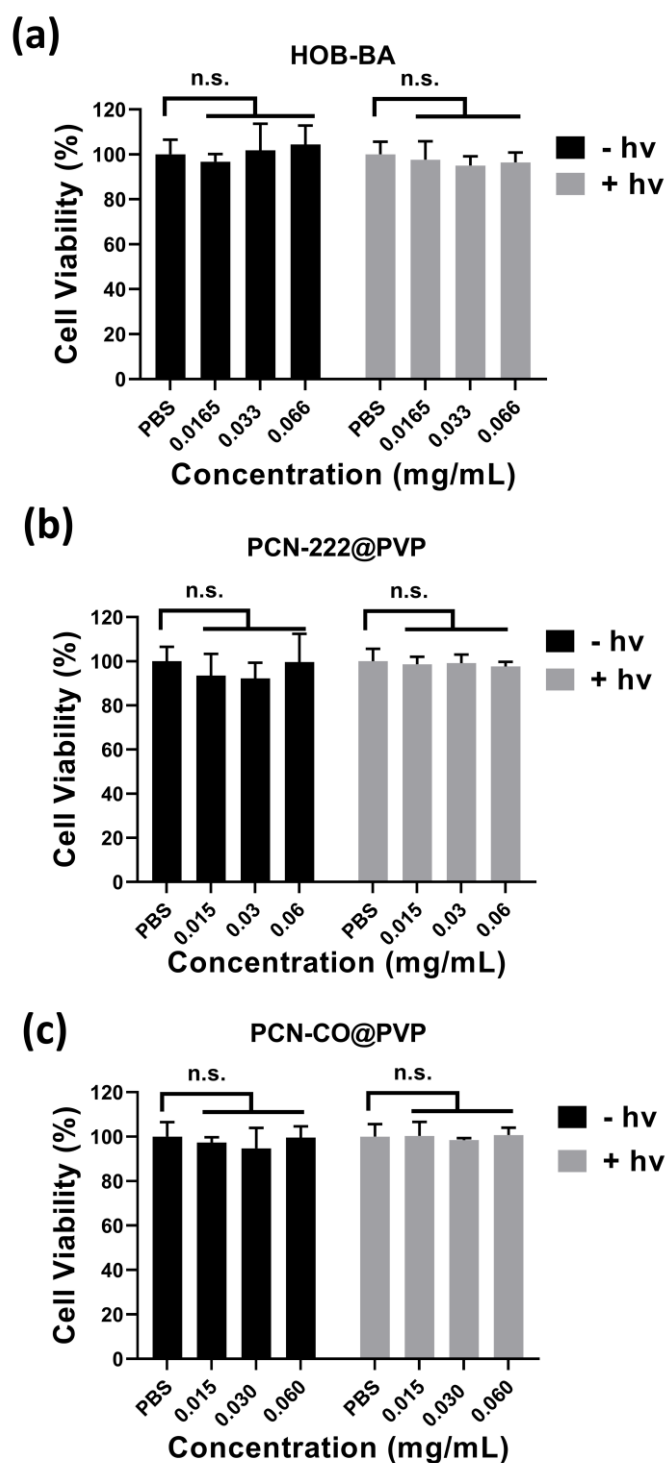 (a)
HOB-BA
n.s.
n.s.
- hv
+ hv
Cell Viability (%)
120
100
80
60
40
20
0
PBS
0.0165
0.033
0.066
PBS
0.0165
0.033
0.066
Concentration (mg/mL)
(b)
PCN-222@PVP
n.s.
n.s.
- hv
+ hv
Cell Viability (%)
120
100
80
60
40
20
0
PBS
0.015
0.03
0.06
PBS
0.015
0.03
0.06
Concentration (mg/mL)
(c)
PCN-CO@PVP
n.s.
n.s.
- hv
+ hv
Cell Viability (%)
120
100
80
60
40
20
0
PBS
0.015
0.030
0.060
PBS
0.015
0.030
0.060
Concentration (mg/mL)